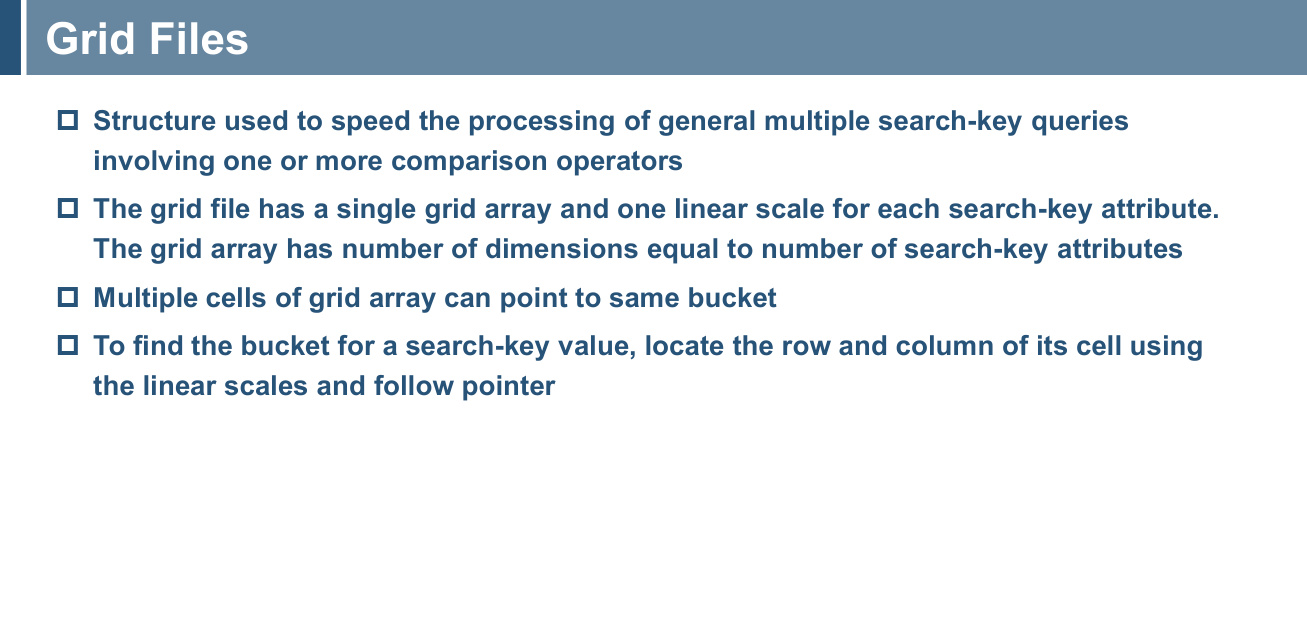 Grid Files
Structure used to speed the processing of general multiple search-key queries
involving one or more comparison operators
The grid file has a single grid array and one linear scale for each search-key attribute.
The grid array has number of dimensions equal to number of search-key attributes
Multiple cells of grid array can point to same bucket
To find the bucket for a search-key value, locate the row and column of its cell using
the linear scales and follow pointer